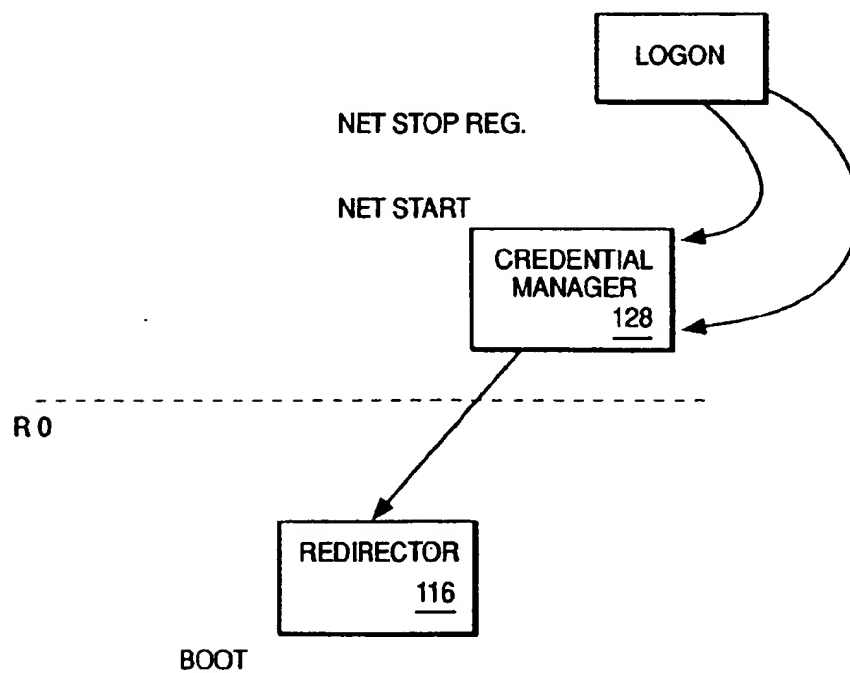 LOGON
NET STOP REG.
NET START
CREDENTIAL
MANAGER
128
R 0
REDIRECTOR
116
BOOT